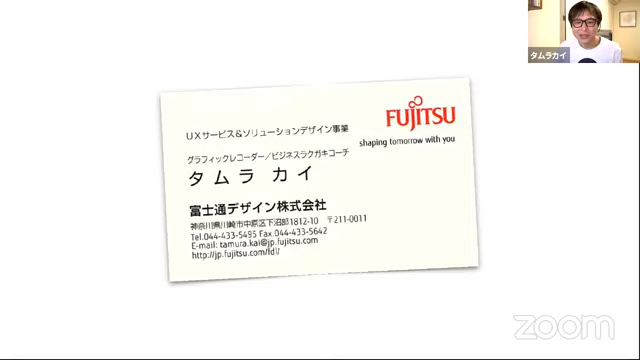 タムラカイ
UXサービス&ソリューションデザイン事業
FUJITSU
shaping tomorrow with you
グラフィックレコーダー/ビジネスラクガキコーチ
タムラ カイ
富士通デザイン株式会社
神奈川県川崎市中原区下沼部1812-10 〒211-0011
Tel.044-433-5495 Fax.044-433-5642
E-mail: tamura.kai@jp.fujitsu.com
http://jp.fujitsu.com/fdl/
zoom